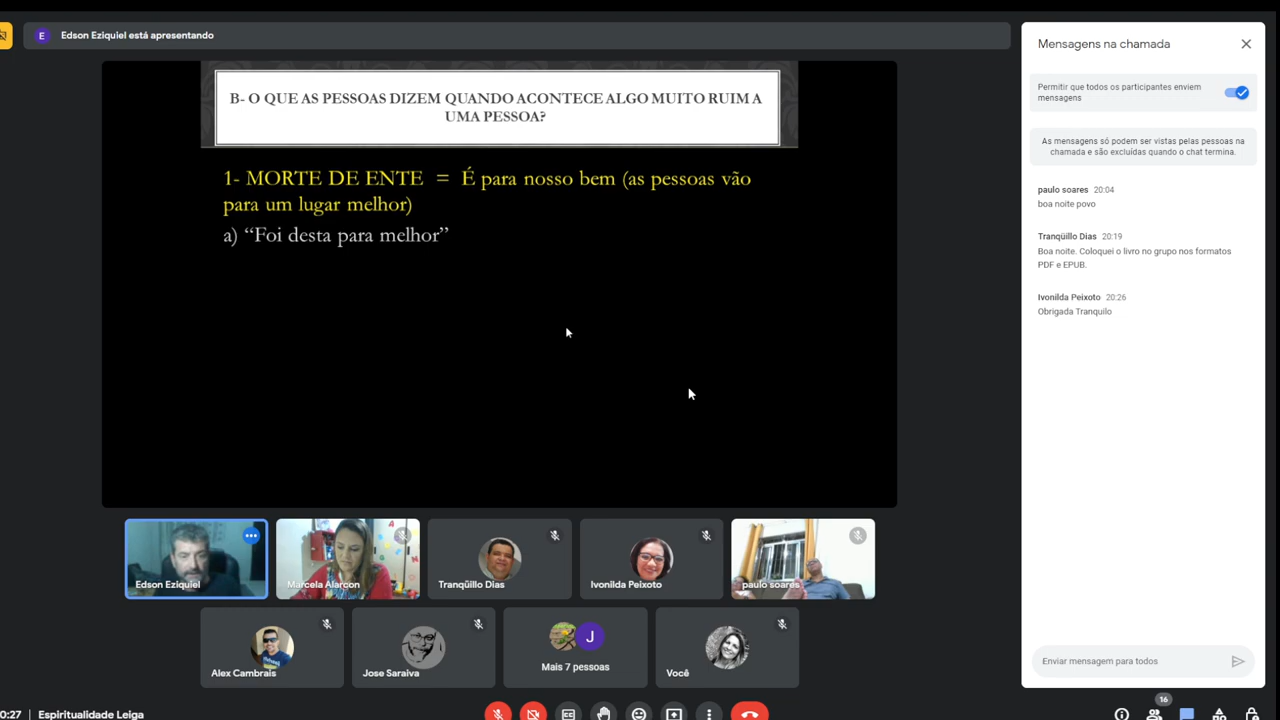 E
Edson Eziquiel está apresentando
B- O QUE AS PESSOAS DIZEM QUANDO ACONTECE ALGO MUITO RUIM A
UMA PESSOA?
1- MORTE DE ENTE = É para nosso bem (as pessoas vão
para um lugar melhor)
a) “Foi desta para melhor”
Edson Eziquiel
Marcela Alarcon
Tranqüillo Dias
Ivonilda Peixoto
paulo soares
Alex Cambrais
Jose Saraiva
J
Mais 7 pessoas
Você
0:27 | Espiritualidade Leiga
Mensagens na chamada
Permitir que todos os participantes enviem
mensagens
As mensagens só podem ser vistas pelas pessoas na
chamada e são excluídas quando o chat termina.
paulo soares 20:04
boa noite povo
Tranqüillo Dias 20:19
Boa noite. Coloquei o livro no grupo nos formatos
PDF e EPUB.
Ivonilda Peixoto 20:26
Obrigada Tranquilo
Enviar mensagem para todos
16